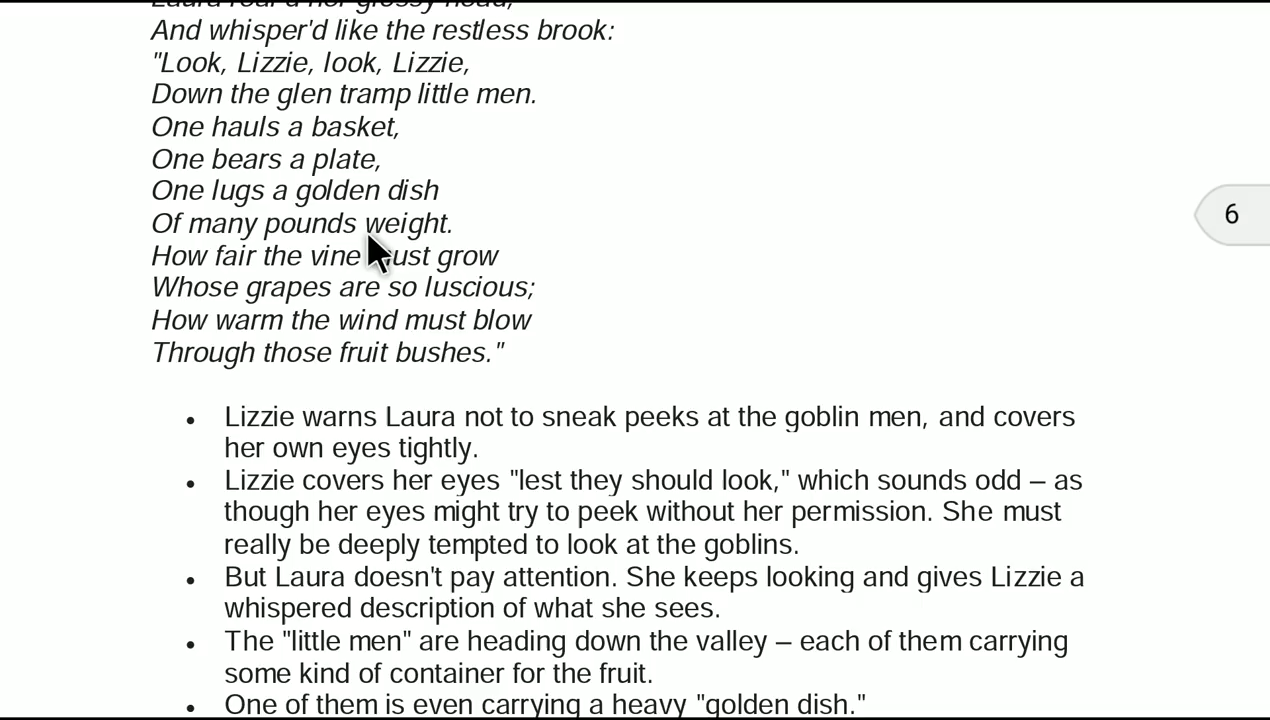 Laura rear'd her glossy head,
And whisper'd like the restless brook:
"Look, Lizzie, look, Lizzie,
Down the glen tramp little men.
One hauls a basket,
One bears a plate,
One lugs a golden dish
Of many pounds weight.
How fair the vine must grow
Whose grapes are so luscious;
How warm the wind must blow
Through those fruit bushes."
6
• Lizzie warns Laura not to sneak peeks at the goblin men, and covers
her own eyes tightly.
• Lizzie covers her eyes "lest they should look," which sounds odd – as
though her eyes might try to peek without her permission. She must
really be deeply tempted to look at the goblins.
• But Laura doesn't pay attention. She keeps looking and gives Lizzie a
whispered description of what she sees.
• The "little men" are heading down the valley – each of them carrying
some kind of container for the fruit.
• One of them is even carrying a heavy "golden dish."